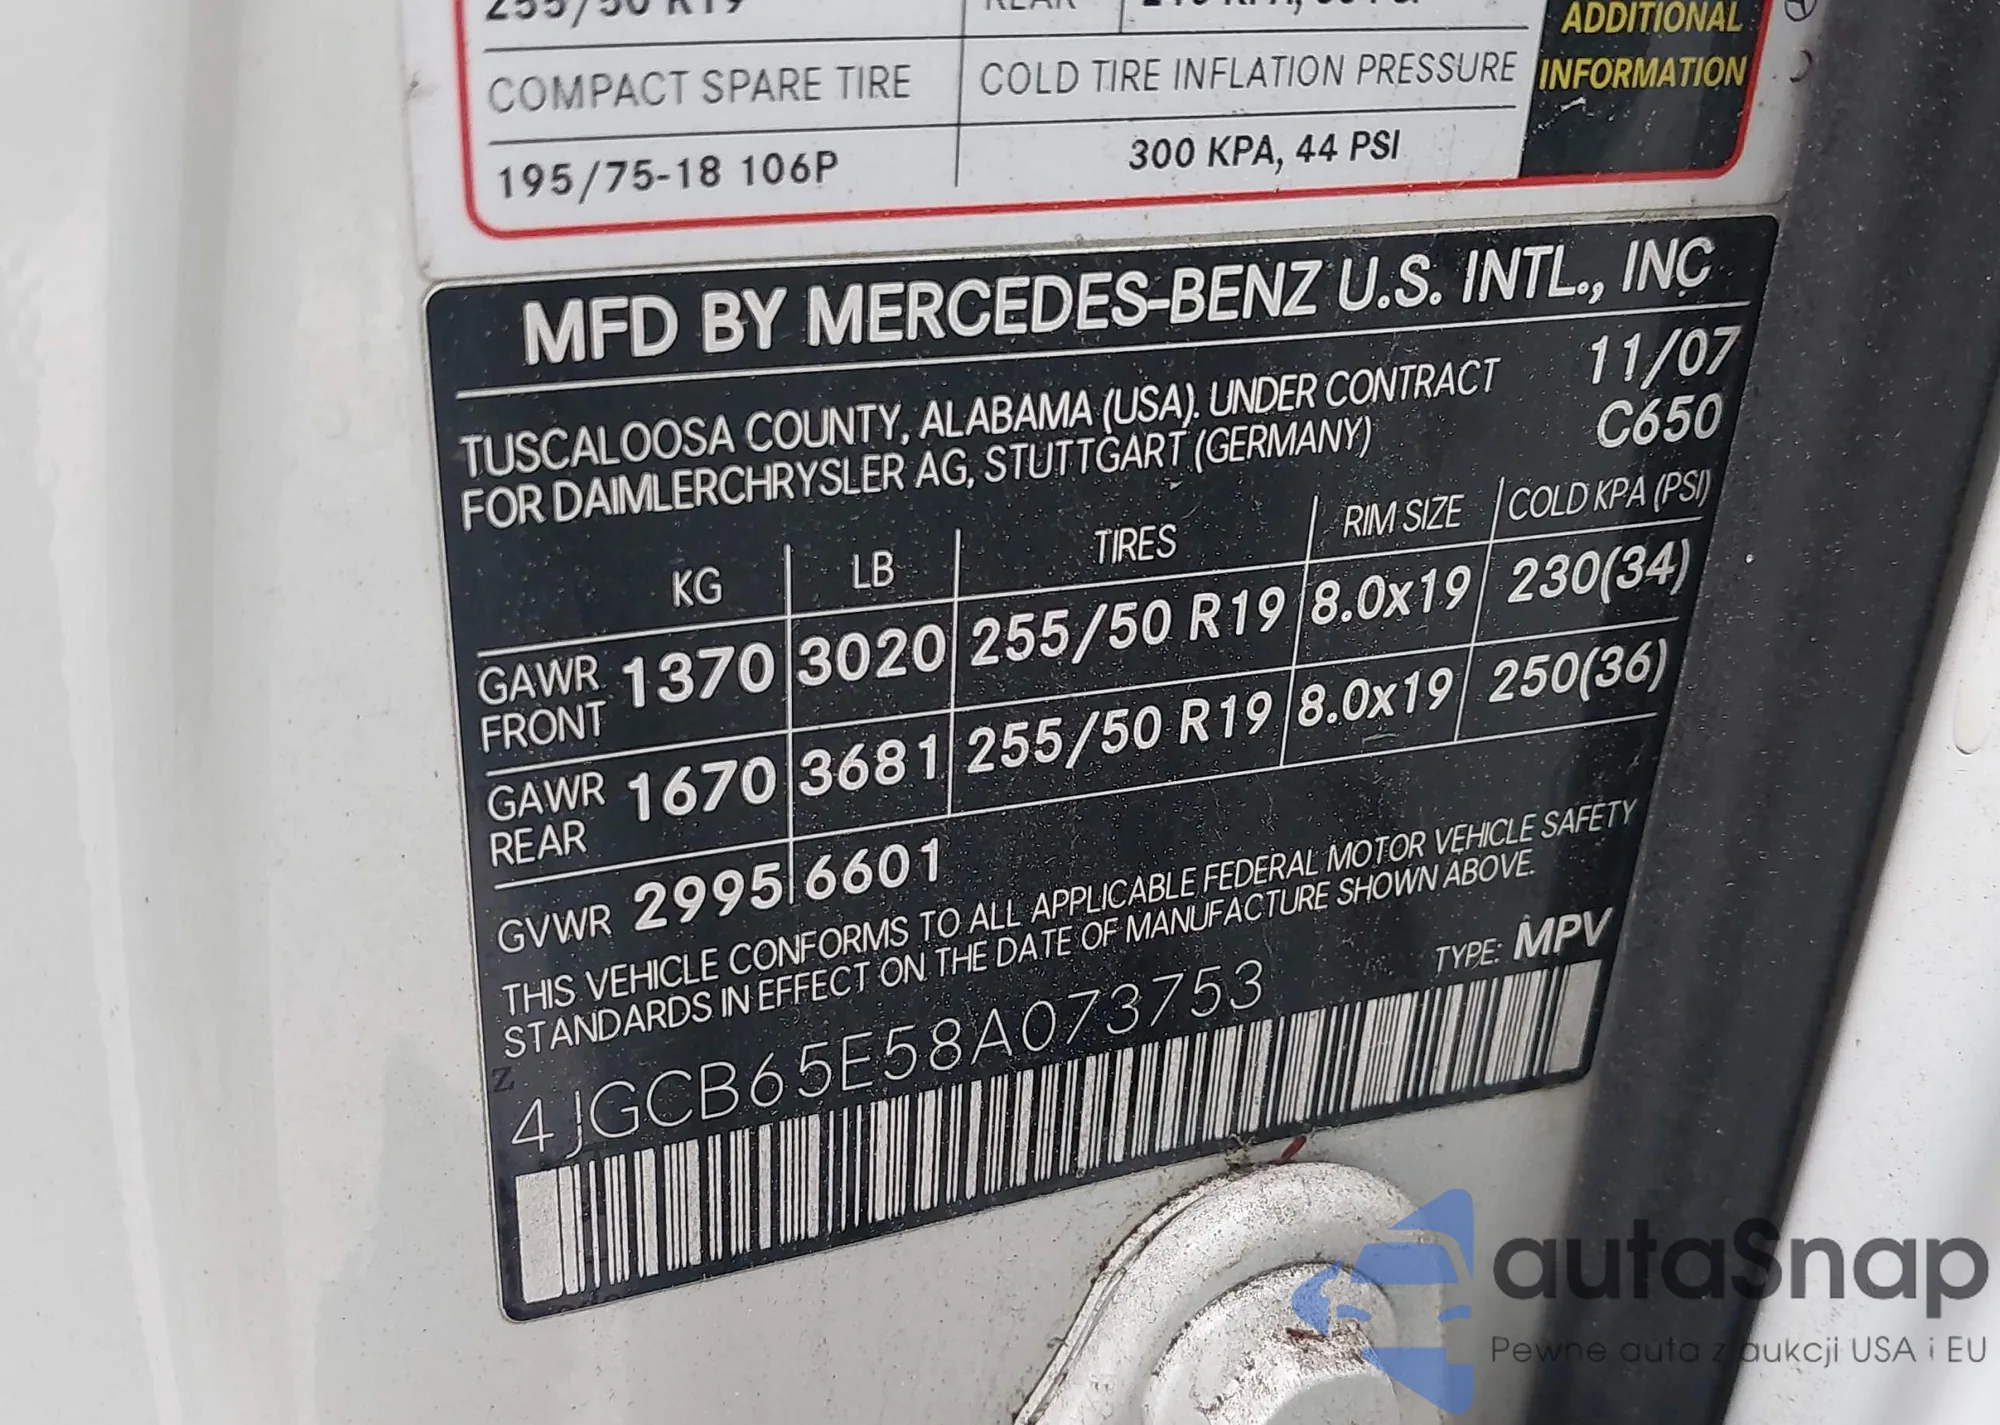 255/50 R19
REAR
ADDITIONAL
INFORMATION
COMPACT SPARE TIRE COLD TIRE INFLATION PRESSURE
195/75-18 106P 300 KPA, 44 PSI
MFD BY MERCEDES-BENZ U.S. INTL., INC
TUSCALOOSA COUNTY, ALABAMA (USA). UNDER CONTRACT 11/07
FOR DAIMLERCHRYSLER AG, STUTTGART (GERMANY) C650
KG LB TIRES RIM SIZE COLD KPA (PSI)
GAWR FRONT 1370 3020 255/50 R19 8.0x19 230(34)
GAWR REAR 1670 3681 255/50 R19 8.0x19 250(36)
GVWR 2995 6601
THIS VEHICLE CONFORMS TO ALL APPLICABLE FEDERAL MOTOR VEHICLE SAFETY
STANDARDS IN EFFECT ON THE DATE OF MANUFACTURE SHOWN ABOVE.
TYPE: MPV
Z
4JGCB65E58A073753
autaSnap
Pewne auta z aukcji USA i EU